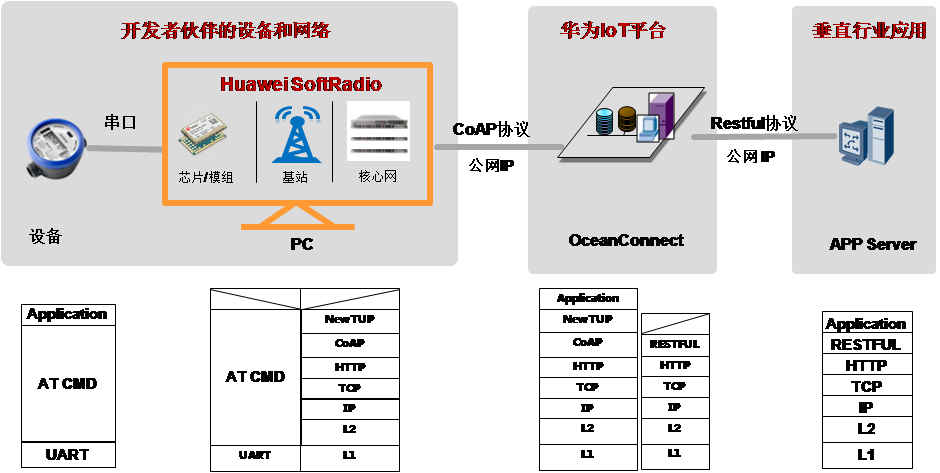 开发者伙伴的设备和网络
华为IoT平台
垂直行业应用
Huawei SoftRadio
串口
芯片/模组
基站
核心网
CoAP协议
公网IP
Restful协议
公网IP
设备
PC
OceanConnect
APP Server
Application
AT CMD
UART
NewTUP
CoAP
HTTP
TCP
IP
L2
L1
AT CMD
UART
Application
NewTUP
CoAP
HTTP
TCP
IP
L2
L1
RESTFUL
HTTP
TCP
IP
L2
L1
Application
RESTFUL
HTTP
TCP
IP
L2
L1